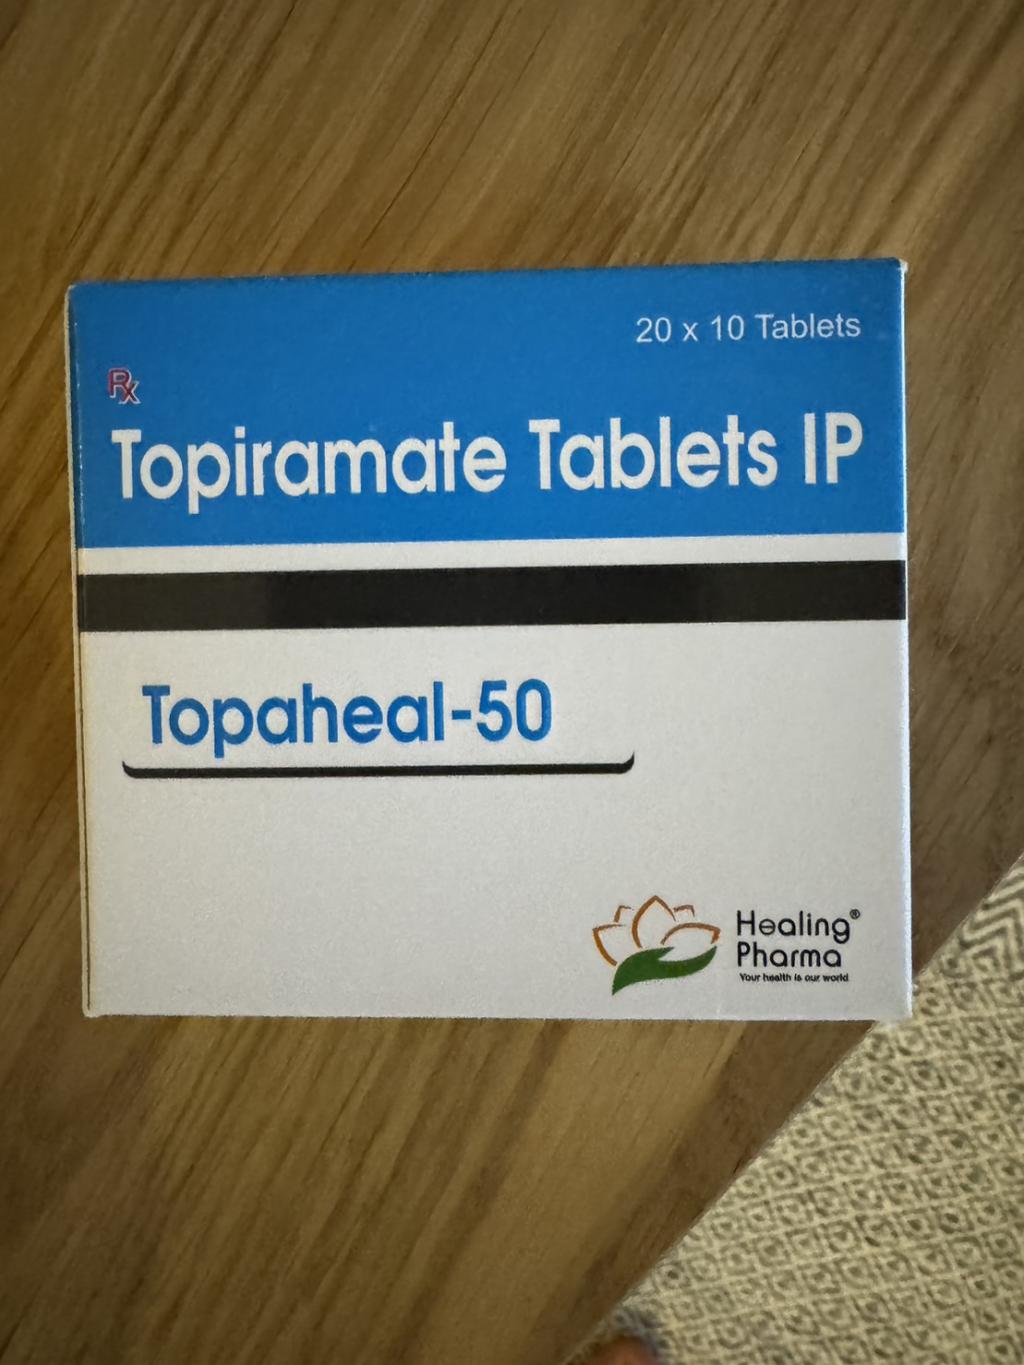 20 x 10 Tablets
Rx
Topiramate Tablets IP
Topaheal-50
Healing®
Pharma
Your health is our world